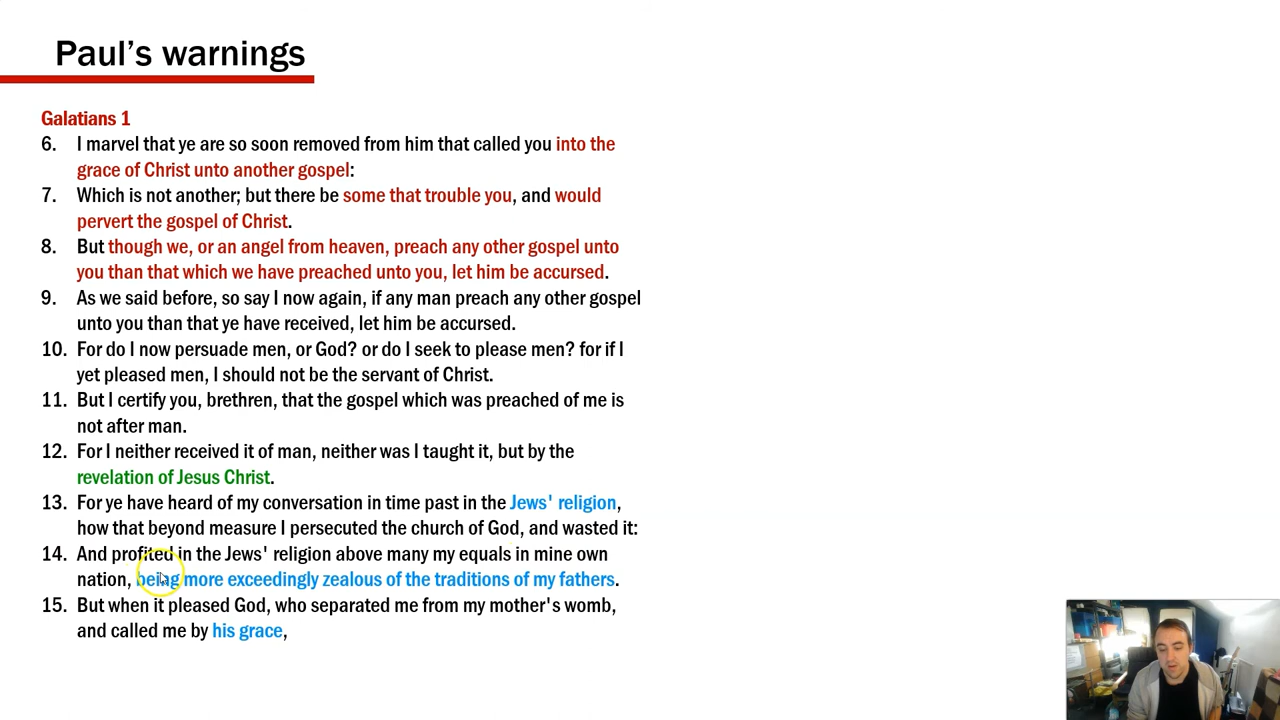 Paul's warnings
Galatians 1
6. I marvel that ye are so soon removed from him that called you into the
grace of Christ unto another gospel:
7. Which is not another; but there be some that trouble you, and would
pervert the gospel of Christ.
8. But though we, or an angel from heaven, preach any other gospel unto
you than that which we have preached unto you, let him be accursed.
9. As we said before, so say I now again, if any man preach any other gospel
unto you than that ye have received, let him be accursed.
10. For do I now persuade men, or God? or do I seek to please men? for if I
yet pleased men, I should not be the servant of Christ.
11. But I certify you, brethren, that the gospel which was preached of me is
not after man.
12. For I neither received it of man, neither was I taught it, but by the
revelation of Jesus Christ.
13. For ye have heard of my conversation in time past in the Jews' religion,
how that beyond measure I persecuted the church of God, and wasted it:
14. And profited in the Jews' religion above many my equals in mine own
nation, being more exceedingly zealous of the traditions of my fathers.
15. But when it pleased God, who separated me from my mother's womb,
and called me by his grace,